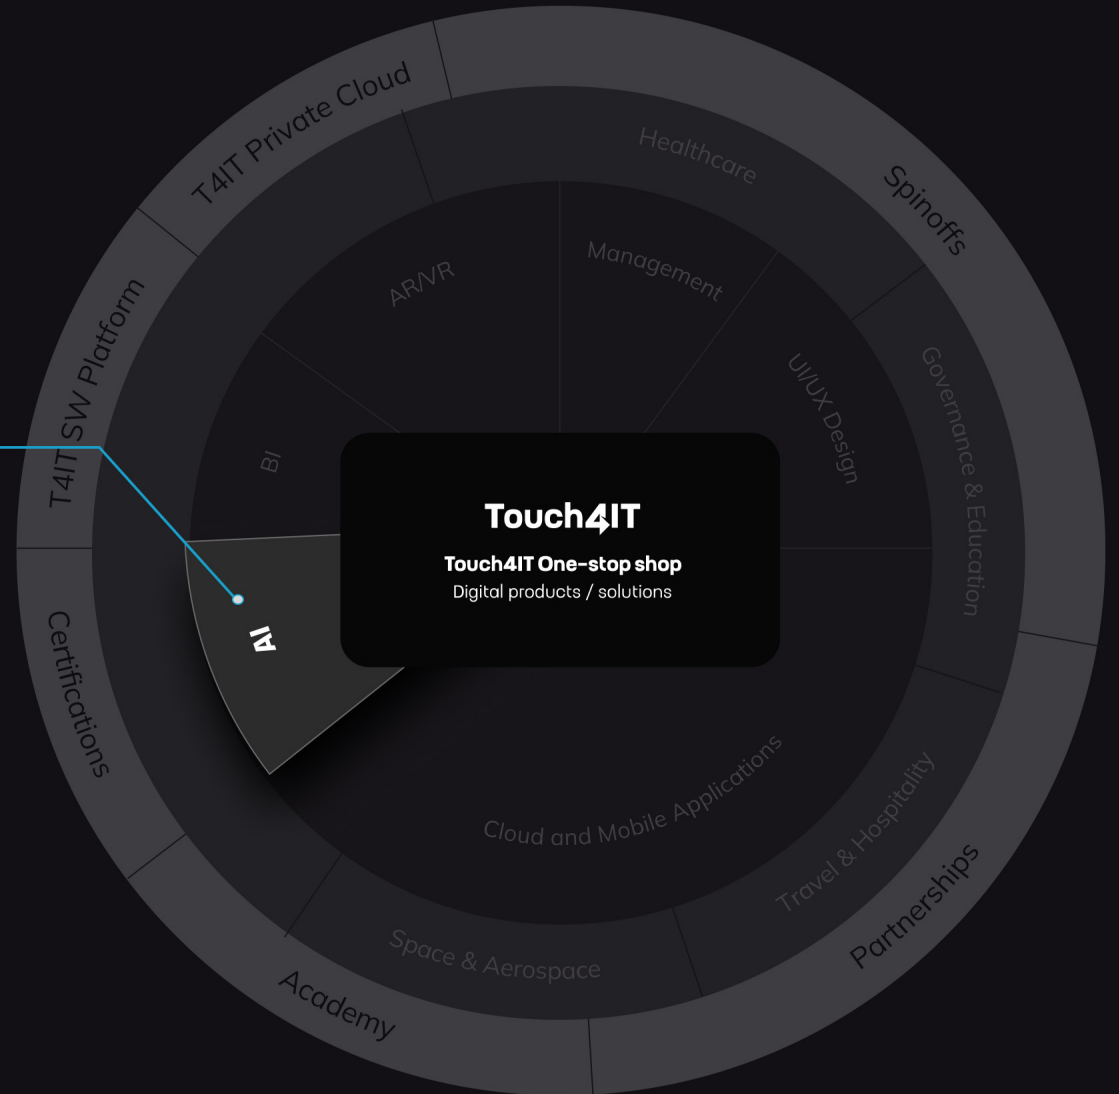 T4IT Private Cloud
Spinoffs
Partnerships
Academy
Certifications
T4IT SW Platform
Healthcare
Governance & Education
Travel & Hospitality
Space & Aerospace
Management
UI/UX Design
Cloud and Mobile Applications
AI
BI
AR/VR
Touch4IT
Touch4IT One-stop shop
Digital products / solutions